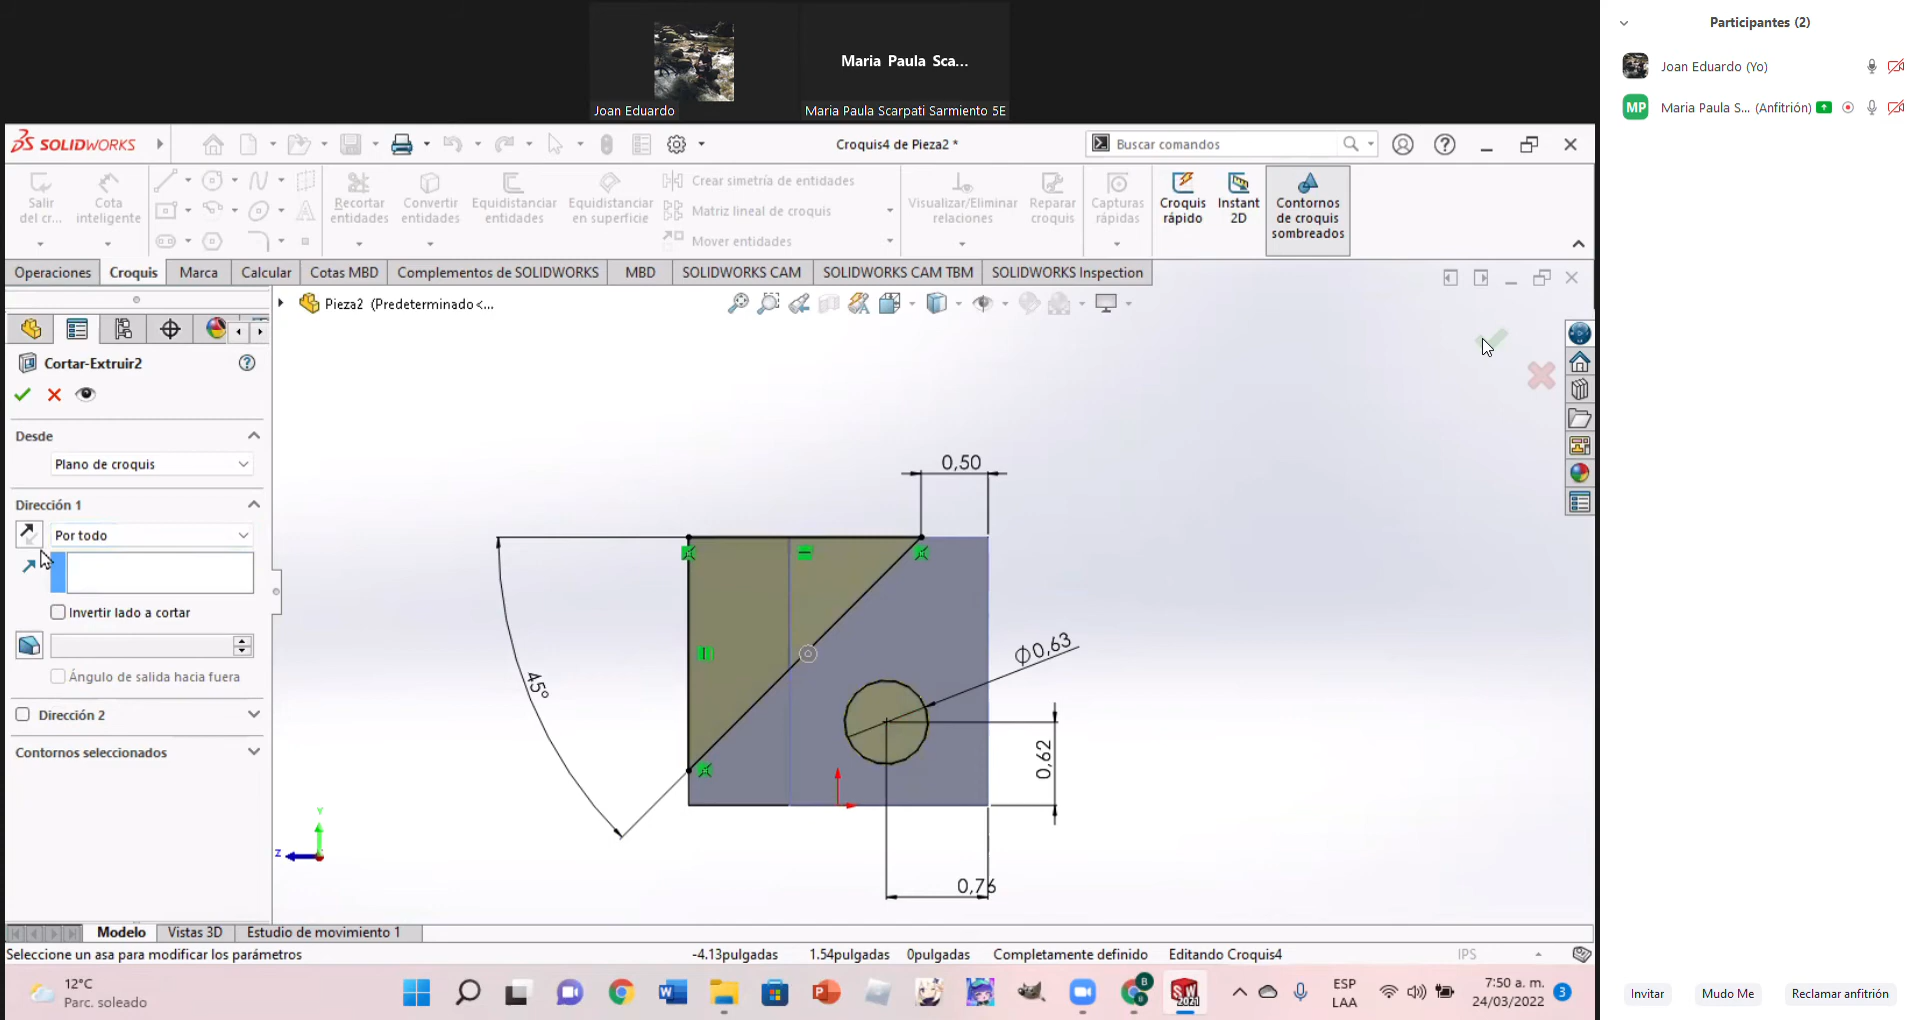 Maria Paula Sca...
Joan Eduardo
Maria Paula Scarpati Sarmiento 5E
Participantes (2)
Joan Eduardo (Yo)
MP
Maria Paula S... (Anfitrión)
SOLIDWORKS
Croquis4 de Pieza2 *
Buscar comandos
Salir
del cr...
Cota
inteligente
Recortar
entidades
Convertir
entidades
Equidistanciar
entidades
Equidistanciar
en superficie
Crear simetría de entidades
Matriz lineal de croquis
Mover entidades
Visualizar/Eliminar
relaciones
Reparar
croquis
Capturas
rápidas
Croquis
rápido
Instant
2D
Contornos
de croquis
sombreados
Operaciones
Croquis
Marca
Calcular
Cotas MBD
Complementos de SOLIDWORKS
MBD
SOLIDWORKS CAM
SOLIDWORKS CAM TBM
SOLIDWORKS Inspection
Pieza2 (Predeterminado<...
Cortar-Extruir2
Desde
Plano de croquis
Dirección 1
Por todo
Invertir lado a cortar
Ángulo de salida hacia fuera
Dirección 2
Contornos seleccionados
0,50
45°
Φ0,63
0,62
0,76
Y
Z
Modelo
Vistas 3D
Estudio de movimiento 1
Seleccione un asa para modificar los parámetros
-4.13pulgadas
1.54pulgadas
0pulgadas
Completamente definido
Editando Croquis4
IPS
12°C
Parc. soleado
ESP
LAA
7:50 a. m.
24/03/2022
3
Invitar
Mudo Me
Reclamar anfitrión